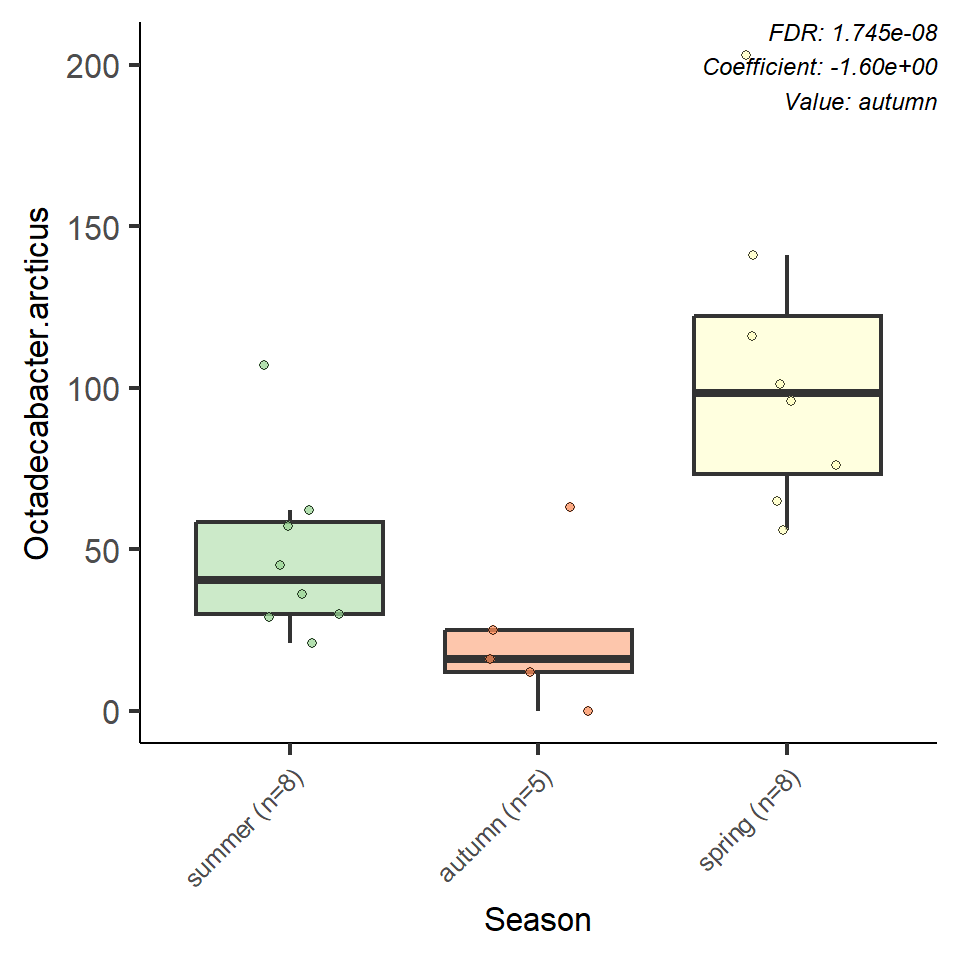 FDR: 1.745e-08
Coefficient: -1.60e+00
Value: autumn
Octadecabacter.arcticus
200
150
100
50
0
summer (n=8)
autumn (n=5)
spring (n=8)
Season